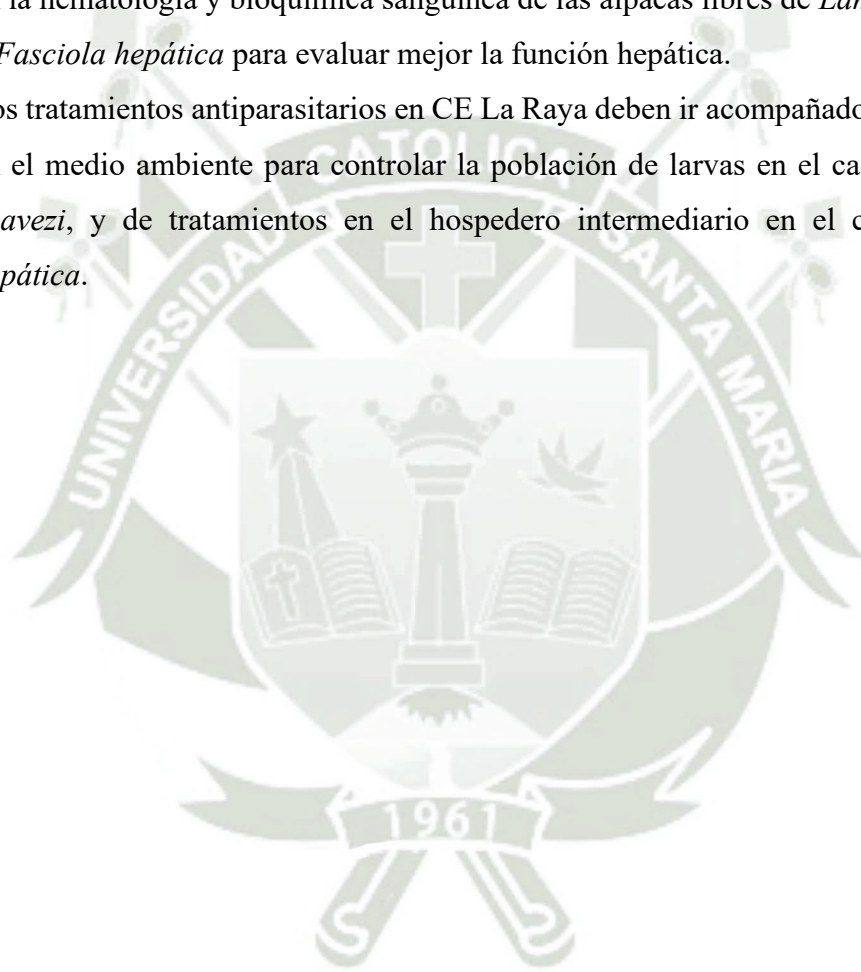 la hematología y bioquímica sanguínea de las alpacas libres de
Fasciola hepática para evaluar mejor la función hepática.
os tratamientos antiparasitarios en CE La Raya deben ir acompañado
el medio ambiente para controlar la población de larvas en el ca
avezi, y de tratamientos en el hospedero intermediario en el c
pática.
UNIVERSIDAD CATOLICA SANTA MARIA
1961